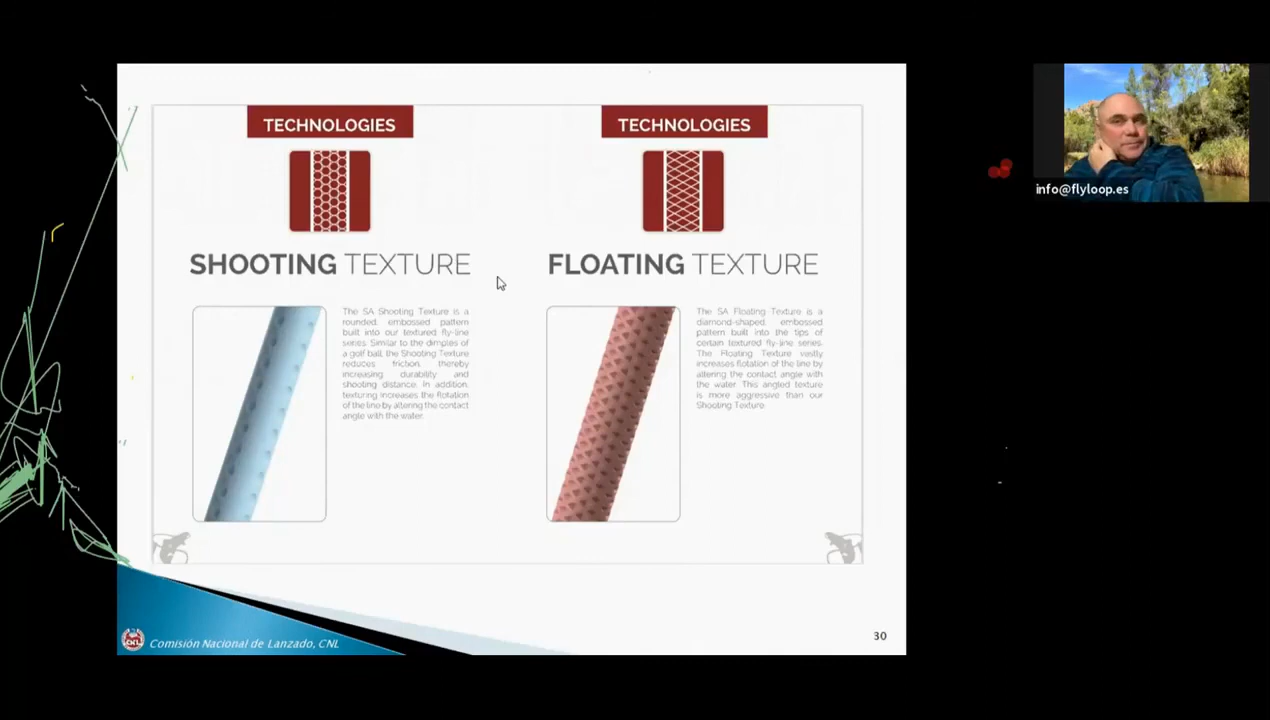 TECHNOLOGIES
SHOOTING TEXTURE
The SA Shooting Texture is a
rounded, embossed pattern
built into our textured fly-line
series. Similar to the dimples of
a golf ball, the Shooting Texture
reduces friction, thereby
increasing durability and
shooting distance. In addition,
texturing increases the flotation
of the line by altering the contact
angle with the water.
TECHNOLOGIES
FLOATING TEXTURE
The SA Floating Texture is a
diamond-shaped, embossed
pattern built into the tips of
certain textured fly-line series.
The Floating Texture vastly
increases flotation of the line by
altering the contact angle with
the water. This angled texture
is more aggressive than our
Shooting Texture.
Comisión Nacional de Lanzado, CNL
30
info@flyloop.es